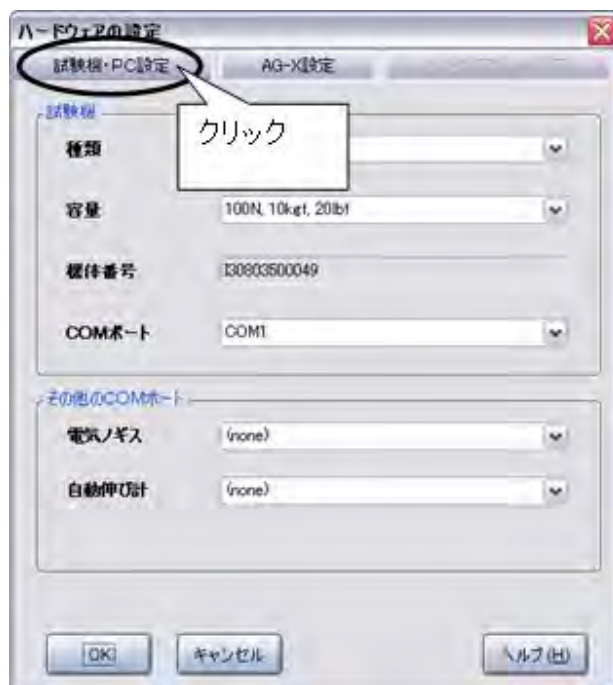 ハードウェアの設定
試験機・PC設定
AG-X設定
試験機
クリック
種類
容量
100N, 10kgf, 20lbf
機体番号
I30803500049
COMポート
COM1
その他のCOMポート
電気ノギス
(none)
自動伸び計
(none)
OK
キャンセル
ヘルプ(H)